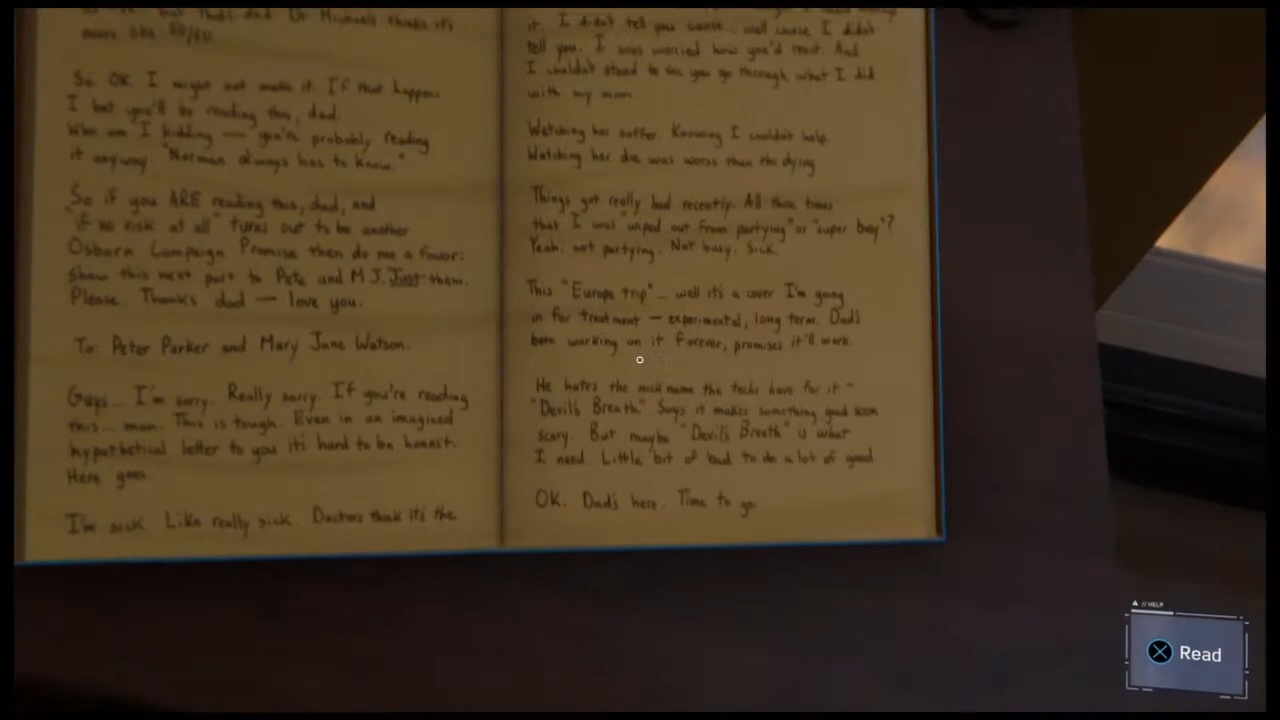 but that's dad. Dr Michaels thinks it's
more like
So OK. I might not make it. If that happens
I bet you'll be reading this, dad.
Who am I kidding — you're probably reading
it anyway. "Norman always has to know."
So if you ARE reading this, dad, and
no risk at all" turns out to be another
Osborn Campaign Promise then do me a favor:
Show this next part to Pete and MJ. Just them.
Please. Thanks dad — love you.
To: Peter Parker and Mary Jane Watson.
Guys... I'm sorry. Really sorry. If you're reading
this... man. This is tough. Even in an imagined
hypothetical letter to you it's hard to be honest.
Here goes.
I'm sick. Like really sick. Doctors think it's the
it. I didn't tell you cause... well cause I didn't
tell you. I was worried how you'd react. And
I couldn't stand to see you go through what I did
with my mom.
Watching her suffer. Knowing I couldn't help.
Watching her die was worse than the dying
Things got really bad recently. All those times
that I was "wiped out from partying" or "super busy"?
Yeah. not partying. Not busy. Sick.
This "Europe trip"... well it's a cover I'm going
in for treatment — experimental, long term. Dad's
been working on it forever, promises it'll work.
He hates the nickname the techs have for it -
"Devil's Breath." Says it makes something good seem
scary. But maybe "Devil's Breath" is what
I need. Little bit of bad to do a lot of good
OK. Dad's here. Time to go.
// HELP
Read